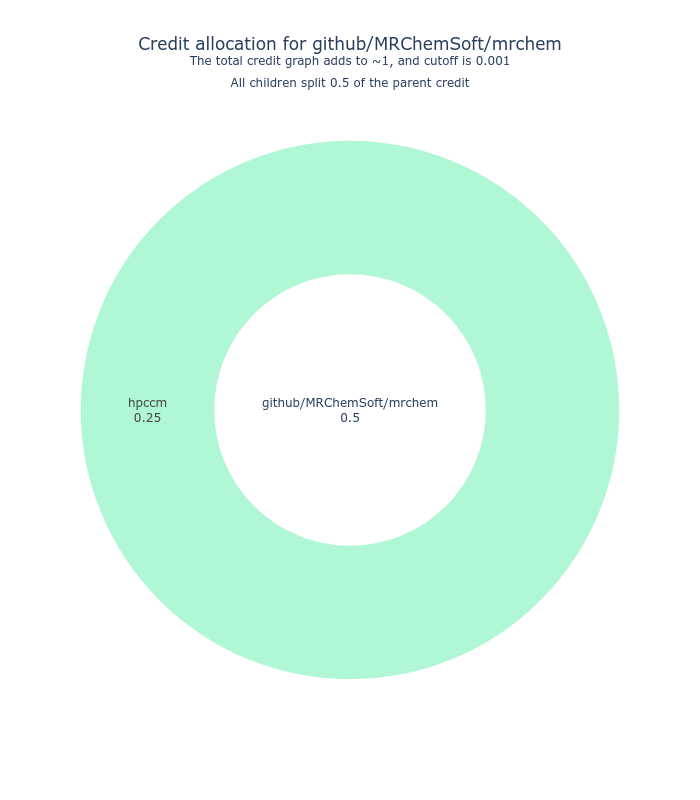 Credit allocation for github/MRChemSoft/mrchem
The total credit graph adds to ~1, and cutoff is 0.001
All children split 0.5 of the parent credit
hpccm
0.25
github/MRChemSoft/mrchem
0.5